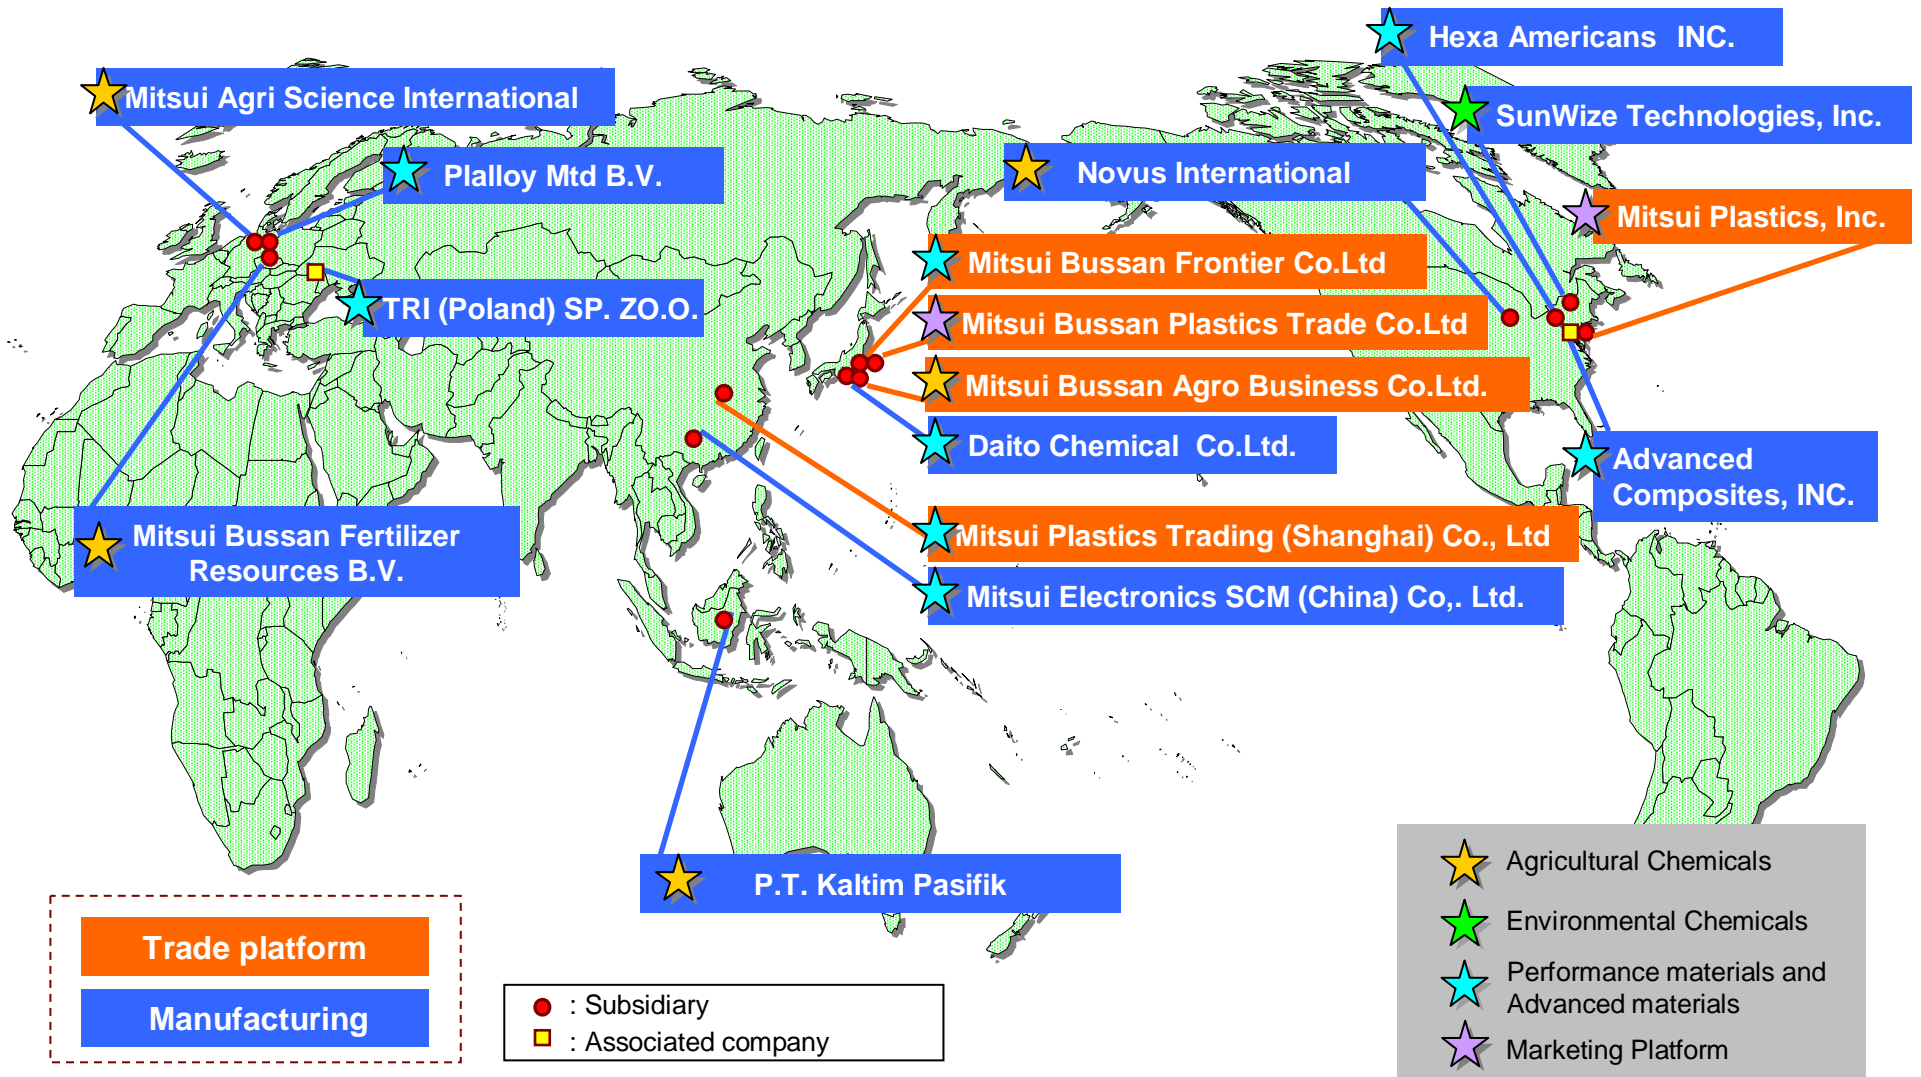 Hexa Americans INC.
Mitsui Agri Science International
SunWize Technologies, Inc.
Plalloy Mtd B.V.
Novus International
Mitsui Plastics, Inc.
Mitsui Bussan Frontier Co.Ltd
TRI (Poland) SP. ZO.O.
Mitsui Bussan Plastics Trade Co.Ltd
Mitsui Bussan Agro Business Co.Ltd.
Daito Chemical Co.Ltd.
Advanced
Composites, INC.
Mitsui Bussan Fertilizer
Resources B.V.
Mitsui Plastics Trading (Shanghai) Co., Ltd
Mitsui Electronics SCM (China) Co,. Ltd.
P.T. Kaltim Pasifik
Trade platform
Manufacturing
: Subsidiary
: Associated company
Agricultural Chemicals
Environmental Chemicals
Performance materials and
Advanced materials
Marketing Platform